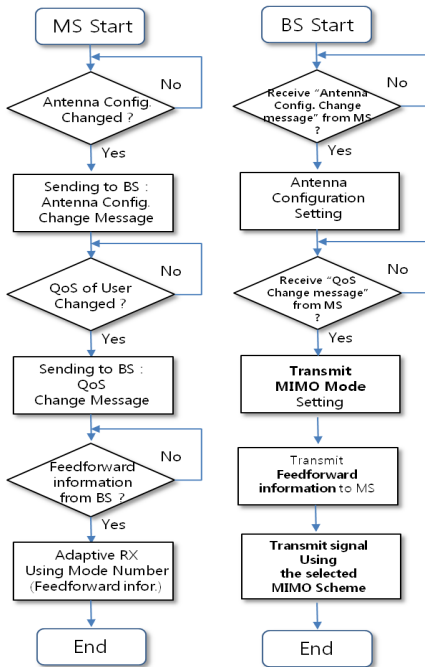 MS Start
No
Antenna Config.
Changed ?
Yes
Sending to BS :
Antenna Config.
Change Message
No
QoS of User
Changed ?
Yes
Sending to BS :
QoS
Change Message
No
Feedforward
information
from BS ?
Yes
Adaptive RX
Using Mode Number
(Feedforward infor.)
End
BS Start
No
Receive “Antenna
Config. Change
message” from MS
?
Yes
Antenna
Configuration
Setting
No
Receive “QoS
Change message”
from MS
?
Yes
Transmit
MIMO Mode
Setting
Transmit
Feedforward
information to MS
Transmit signal
Using
the selected
MIMO Scheme
End